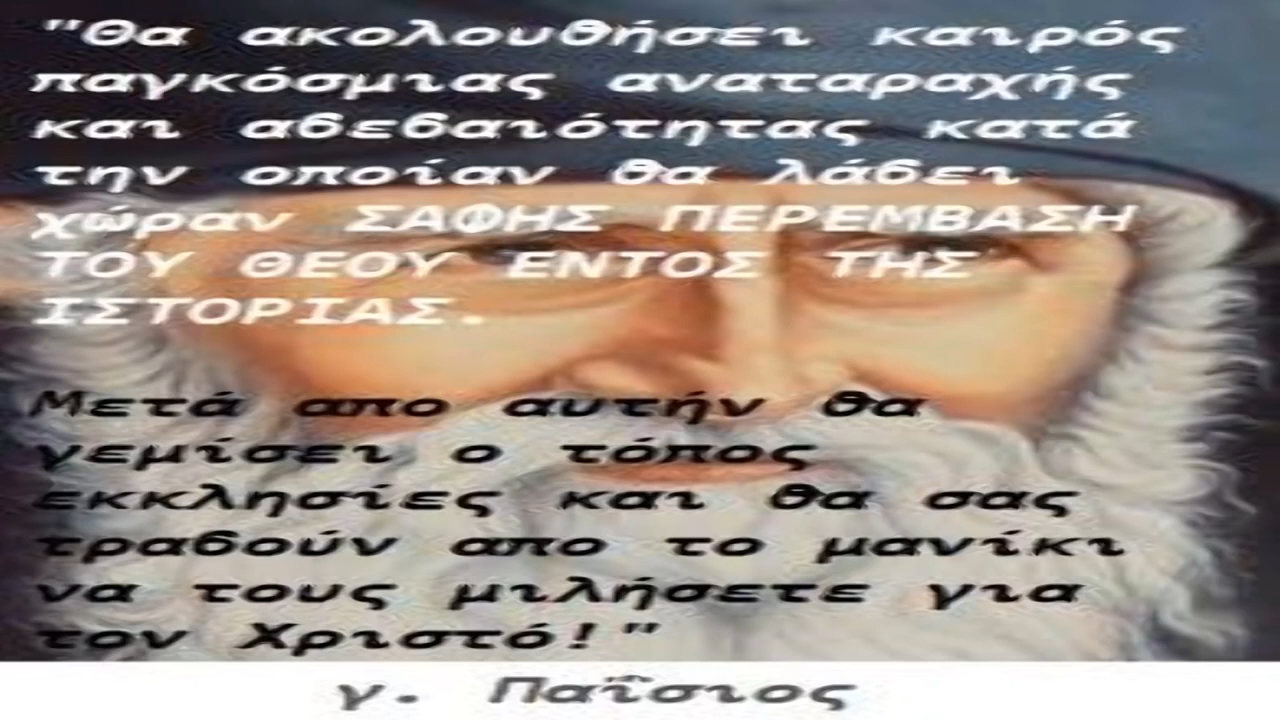 "Θα ακολουθήσει καιρός
παγκόσμιας αναταραχής
και αβεβαιότητας κατά
την οποίαν θα λάβει
χώραν ΣΑΦΗΣ ΠΕΡΕΜΒΑΣΗ
ΤΟΥ ΘΕΟΥ ΕΝΤΟΣ ΤΗΣ
ΙΣΤΟΡΙΑΣ.
Μετά απο αυτήν θα
γεμίσει ο τόπος
εκκλησίες και θα σας
τραβούν απο το μανίκι
να τους μιλήσετε για
τον Χριστό!"
γ. Παΐσιος